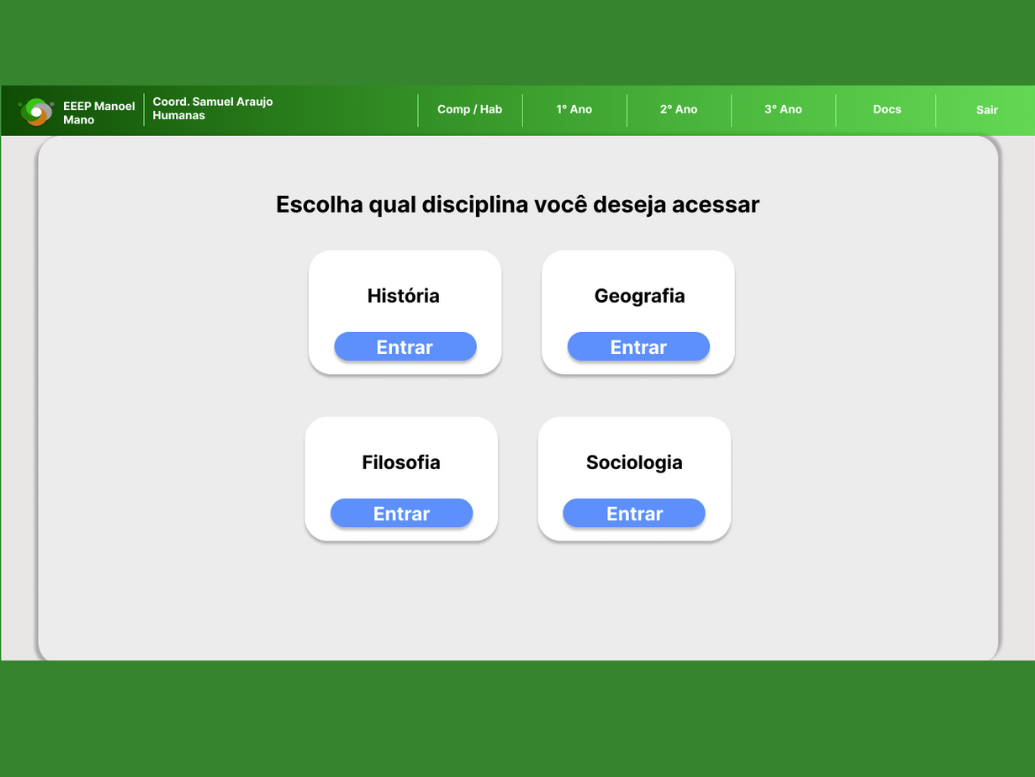 EEEP Manoel
Mano
Coord. Samuel Araujo
Humanas
Comp / Hab
1° Ano
2° Ano
3° Ano
Docs
Sair
Escolha qual disciplina você deseja acessar
História
Geografia
Entrar
Entrar
Filosofia
Sociologia
Entrar
Entrar